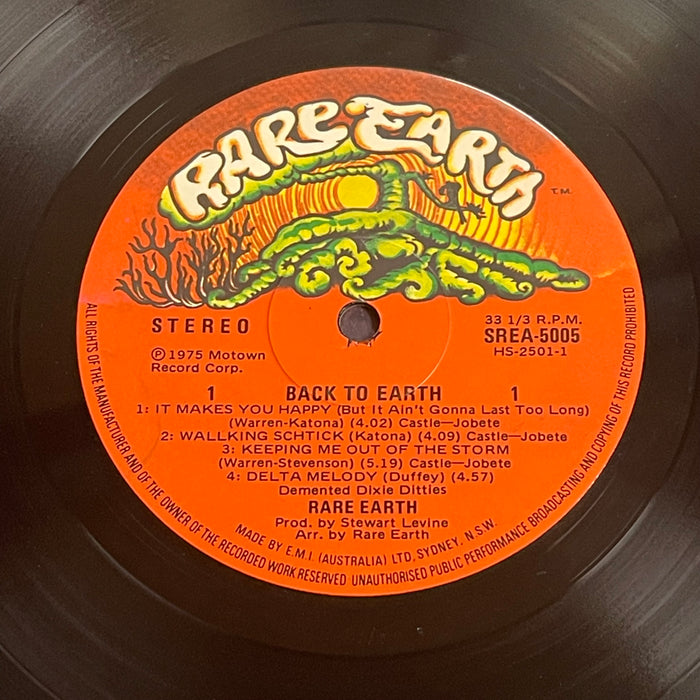 RARE EARTH
T.M.
STEREO
33 1/3 R.P.M.
SREA-5005
HS-2501-1
℗ 1975 Motown
Record Corp.
1 BACK TO EARTH 1
1: IT MAKES YOU HAPPY (But It Ain't Gonna Last Too Long)
(Warren-Katona) (4.02) Castle—Jobete
2: WALLKING SCHTICK (Katona) (4.09) Castle—Jobete
3: KEEPING ME OUT OF THE STORM
(Warren-Stevenson) (5.19) Castle—Jobete
4: DELTA MELODY (Duffey) (4.57)
Demented Dixie Ditties
RARE EARTH
Prod. by Stewart Levine
Arr. by Rare Earth
MADE BY E.M.I. (AUSTRALIA) LTD, SYDNEY, N.S.W.
ALL RIGHTS OF THE MANUFACTURER AND OF THE OWNER OF THE RECORDED WORK RESERVED UNAUTHORISED PUBLIC PERFORMANCE BROADCASTING AND COPYING OF THIS RECORD PROHIBITED